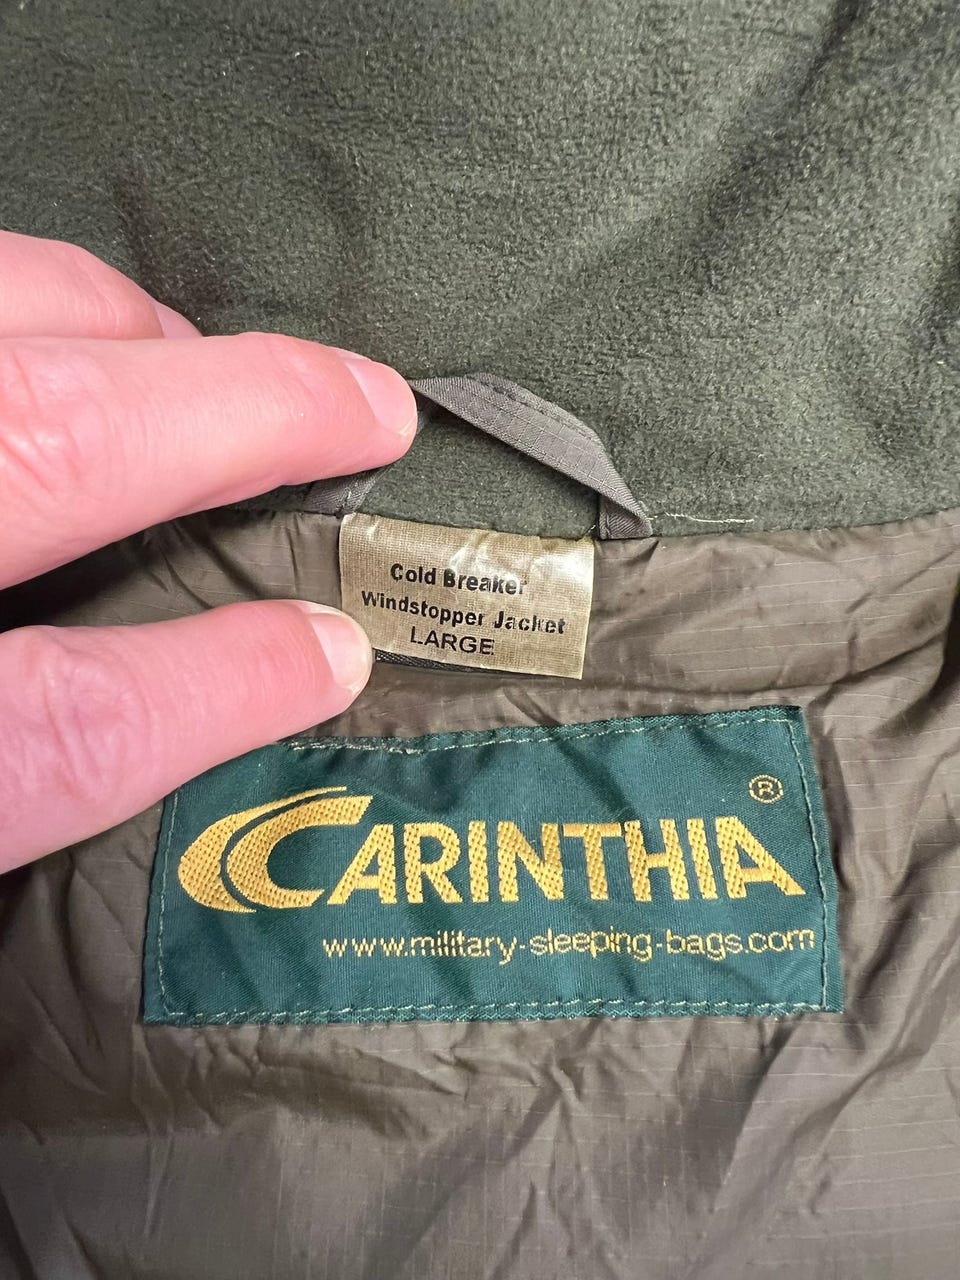 Cold Breaker
Windstopper Jacket
LARGE
®
CARINTHIA
www.military-sleeping-bags.com